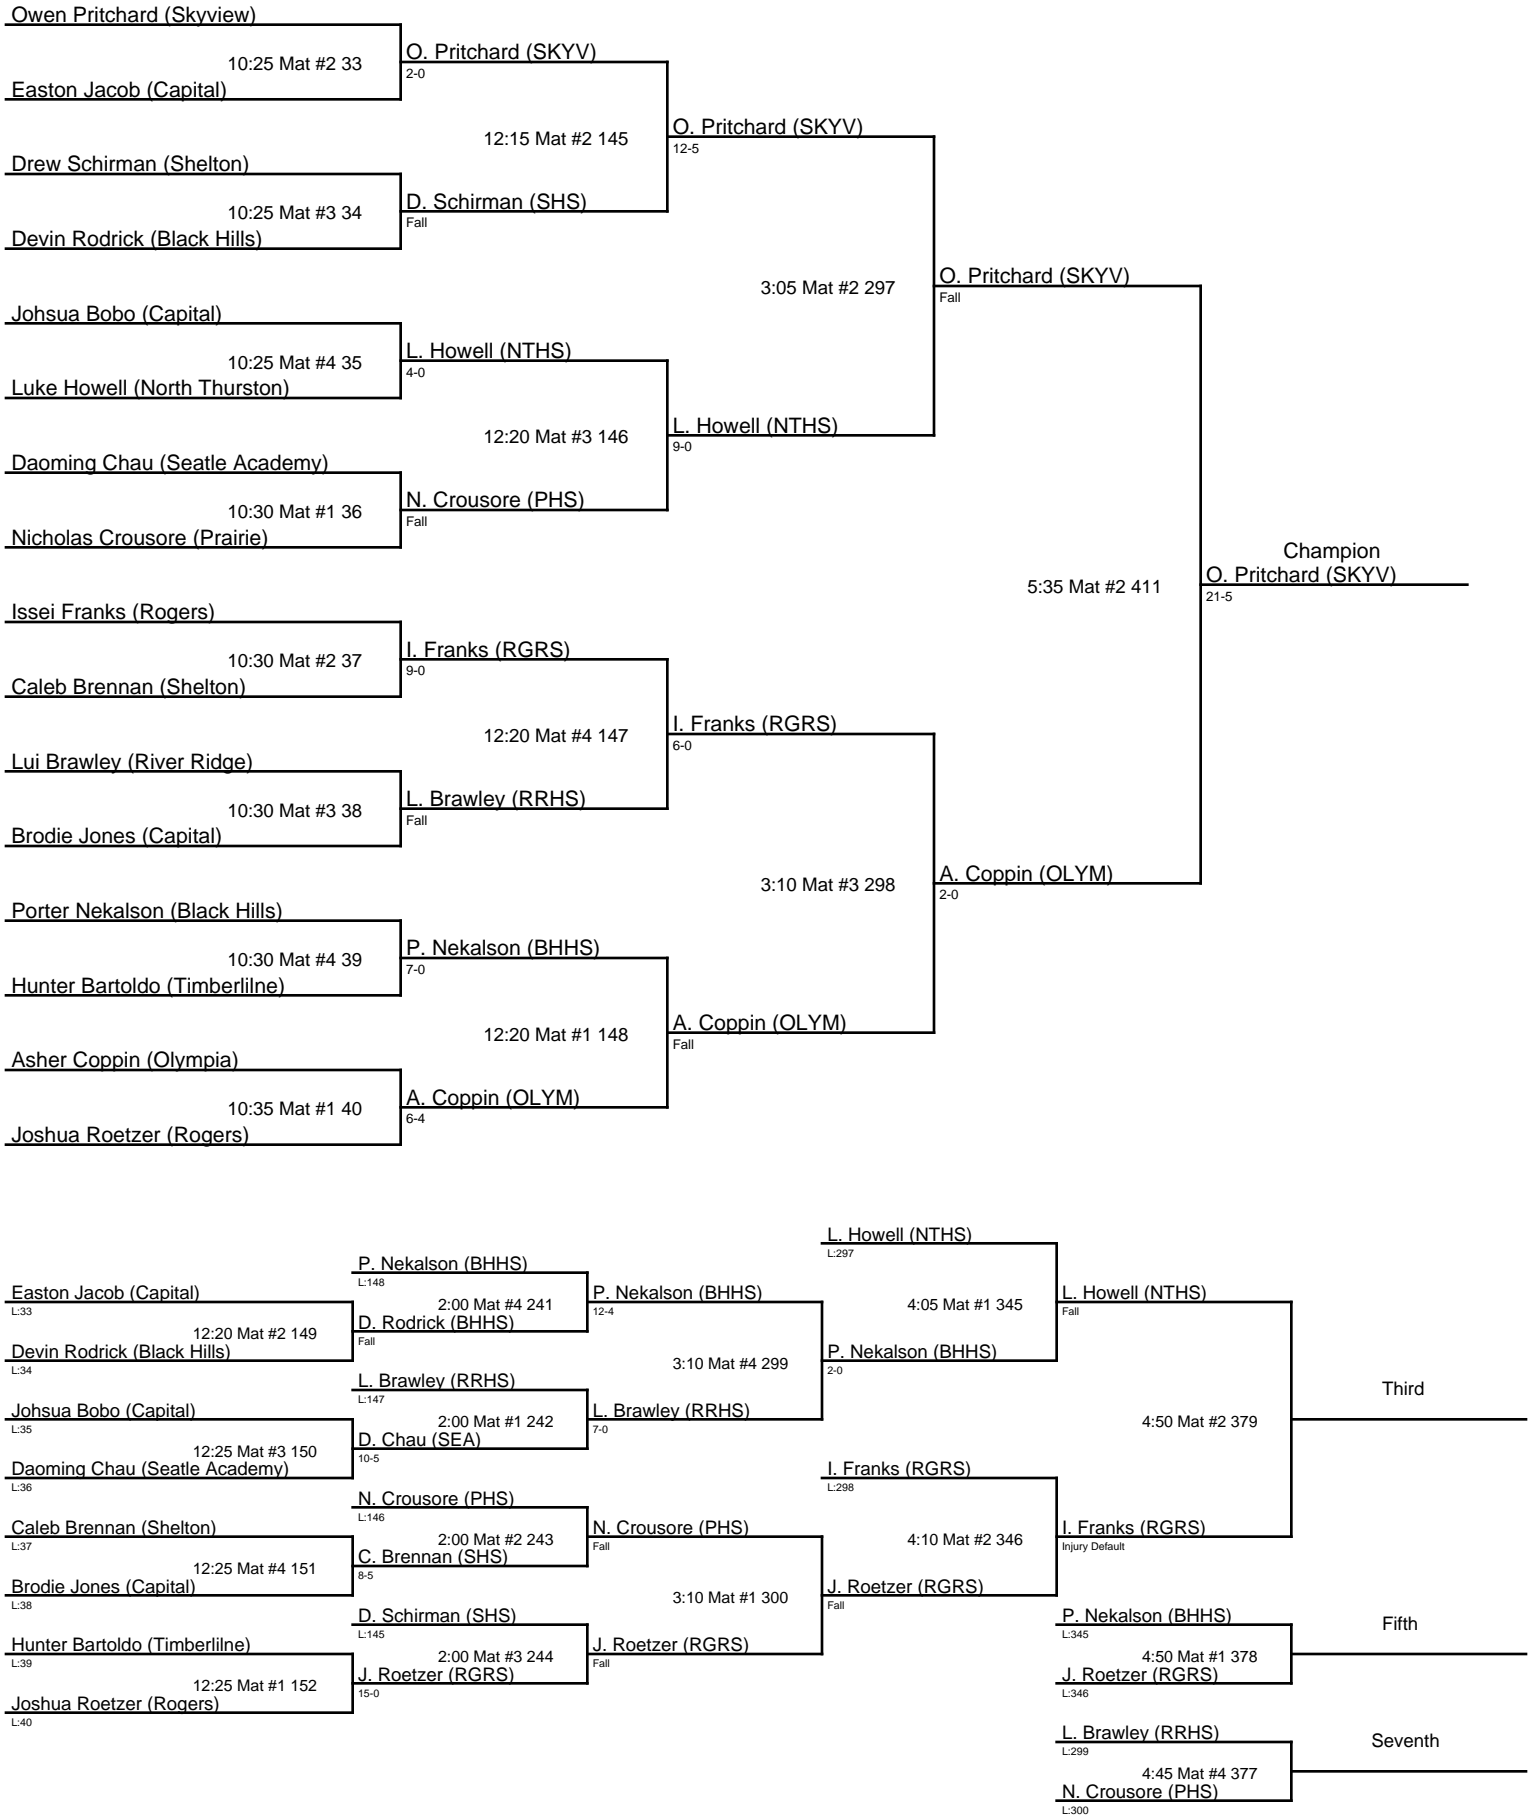 Owen Pritchard (Skyview)
10:25 Mat #2 33
Easton Jacob (Capital)
O. Pritchard (SKYV)
2-0
12:15 Mat #2 145
Drew Schirman (Shelton)
10:25 Mat #3 34
Devin Rodrick (Black Hills)
D. Schirman (SHS)
Fall
O. Pritchard (SKYV)
12-5
3:05 Mat #2 297
Johsua Bobo (Capital)
10:25 Mat #4 35
Luke Howell (North Thurston)
L. Howell (NTHS)
4-0
12:20 Mat #3 146
Daoming Chau (Seatle Academy)
10:30 Mat #1 36
Nicholas Crousore (Prairie)
N. Crousore (PHS)
Fall
L. Howell (NTHS)
9-0
O. Pritchard (SKYV)
Fall
5:35 Mat #2 411
Champion
O. Pritchard (SKYV)
21-5
Issei Franks (Rogers)
10:30 Mat #2 37
Caleb Brennan (Shelton)
I. Franks (RGRS)
9-0
12:20 Mat #4 147
Lui Brawley (River Ridge)
10:30 Mat #3 38
Brodie Jones (Capital)
L. Brawley (RRHS)
Fall
I. Franks (RGRS)
6-0
3:10 Mat #3 298
A. Coppin (OLYM)
2-0
Porter Nekalson (Black Hills)
10:30 Mat #4 39
Hunter Bartoldo (Timberlilne)
P. Nekalson (BHHS)
7-0
12:20 Mat #1 148
A. Coppin (OLYM)
Fall
Asher Coppin (Olympia)
10:35 Mat #1 40
Joshua Roetzer (Rogers)
A. Coppin (OLYM)
6-4
Easton Jacob (Capital)
L:33
12:20 Mat #2 149
Devin Rodrick (Black Hills)
L:34
Johsua Bobo (Capital)
L:35
12:25 Mat #3 150
Daoming Chau (Seatle Academy)
L:36
Caleb Brennan (Shelton)
L:37
12:25 Mat #4 151
Brodie Jones (Capital)
L:38
Hunter Bartoldo (Timberlilne)
L:39
12:25 Mat #1 152
Joshua Roetzer (Rogers)
L:40
P. Nekalson (BHHS)
L:148
2:00 Mat #4 241
D. Rodrick (BHHS)
Fall
L. Brawley (RRHS)
L:147
2:00 Mat #1 242
D. Chau (SEA)
10-5
N. Crousore (PHS)
L:146
2:00 Mat #2 243
C. Brennan (SHS)
8-5
D. Schirman (SHS)
L:145
2:00 Mat #3 244
J. Roetzer (RGRS)
15-0
P. Nekalson (BHHS)
12-4
3:10 Mat #4 299
L. Brawley (RRHS)
7-0
N. Crousore (PHS)
Fall
3:10 Mat #1 300
J. Roetzer (RGRS)
Fall
L. Howell (NTHS)
L:297
4:05 Mat #1 345
P. Nekalson (BHHS)
2-0
I. Franks (RGRS)
L:298
4:10 Mat #2 346
J. Roetzer (RGRS)
Fall
L. Howell (NTHS)
Fall
4:50 Mat #2 379
I. Franks (RGRS)
Injury Default
Third
P. Nekalson (BHHS)
L:345
4:50 Mat #1 378
J. Roetzer (RGRS)
L:346
Fifth
L. Brawley (RRHS)
L:299
4:45 Mat #4 377
N. Crousore (PHS)
L:300
Seventh